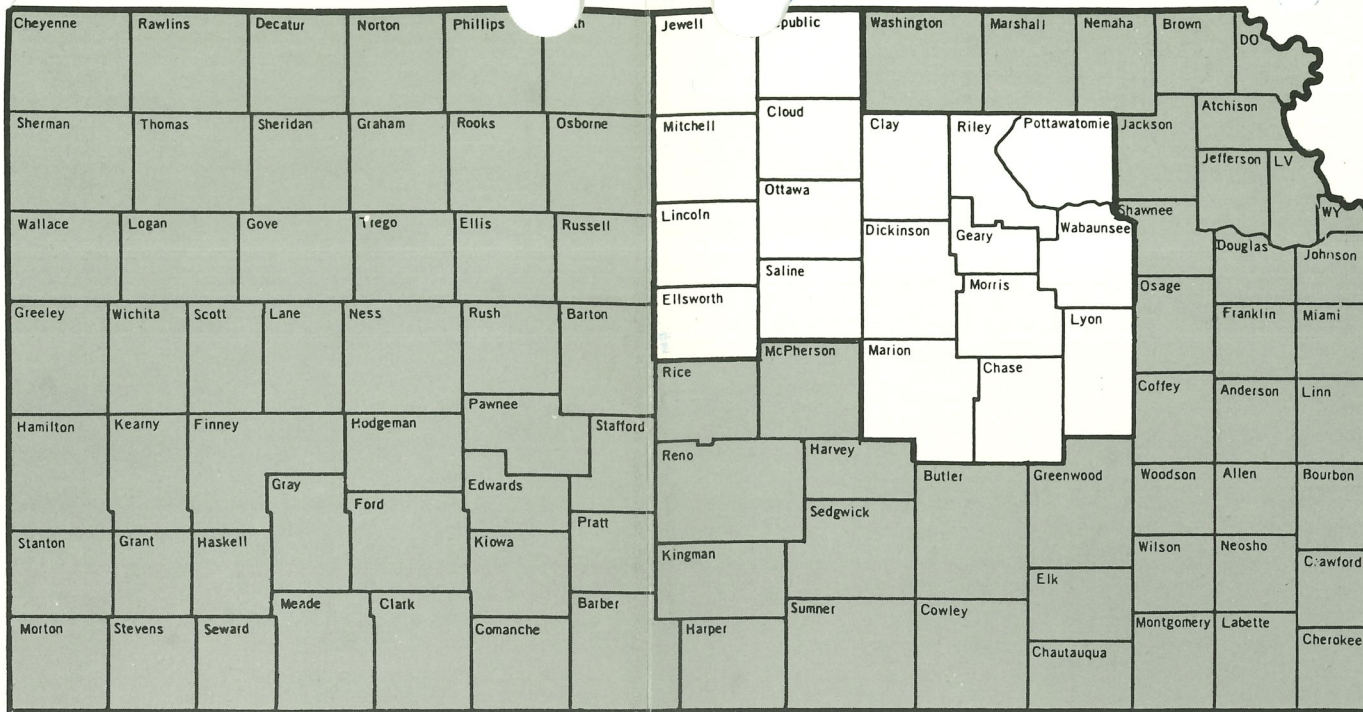 Cheyenne
Rawlins
Decatur
Norton
Phillips
Jewell
Washington
Marshall
Nemaha
Brown
DO
Sherman
Thomas
Sheridan
Graham
Rooks
Osborne
Mitchell
Cloud
Clay
Riley
Pottawatomie
Jackson
Atchison
Jefferson
LV
WY
Wallace
Logan
Gove
Trego
Ellis
Russell
Lincoln
Ottawa
Dickinson
Geary
Wabaunsee
Shawnee
Douglas
Johnson
Greeley
Wichita
Scott
Lane
Ness
Rush
Barton
Ellsworth
Saline
Morris
Lyon
Osage
Franklin
Miami
Rice
McPherson
Marion
Chase
Coffey
Anderson
Linn
Hamilton
Kearny
Finney
Hodgeman
Pawnee
Stafford
Reno
Harvey
Butler
Greenwood
Woodson
Allen
Bourbon
Gray
Ford
Edwards
Pratt
Sedgwick
Stanton
Grant
Haskell
Kiowa
Kingman
Wilson
Neosho
Crawford
Elk
Meade
Clark
Barber
Sumner
Cowley
Morton
Stevens
Seward
Comanche
Harper
Chautauqua
Montgomery
Labette
Cherokee